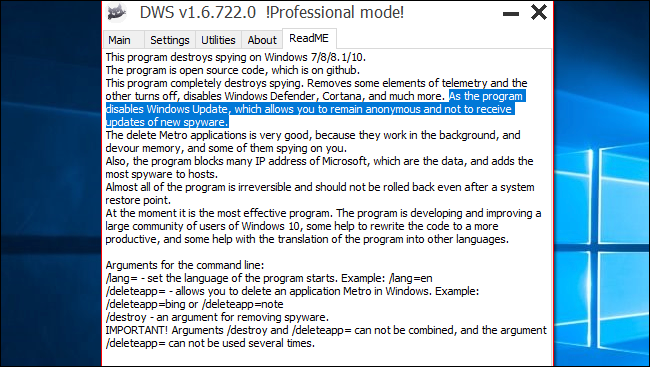 DWS v1.6.722.0  !Professional mode!
Main Settings Utilities About ReadME
This program destroys spying on Windows 7/8/8.1/10.
The program is open source code, which is on github.
This program completely destroys spying. Removes some elements of telemetry and the
other turns off, disables Windows Defender, Cortana, and much more. As the program
disables Windows Update, which allows you to remain anonymous and not to receive
updates of new spyware.
The delete Metro applications is very good, because they work in the background, and
devour memory, and some of them spying on you.
Also, the program blocks many IP address of Microsoft, which are the data, and adds the
most spyware to hosts.
Almost all of the program is irreversible and should not be rolled back even after a system
restore point.
At the moment it is the most effective program. The program is developing and improving a
large community of users of Windows 10, some help to rewrite the code to a more
productive, and some help with the translation of the program into other languages.
Arguments for the command line:
/lang= - set the language of the program starts. Example: /lang=en
/deleteapp= - allows you to delete an application Metro in Windows. Example:
/deleteapp=bing or /deleteapp=note
/destroy - an argument for removing spyware.
IMPORTANT! Arguments /destroy and /deleteapp= can not be combined, and the argument
/deleteapp= can not be used several times.